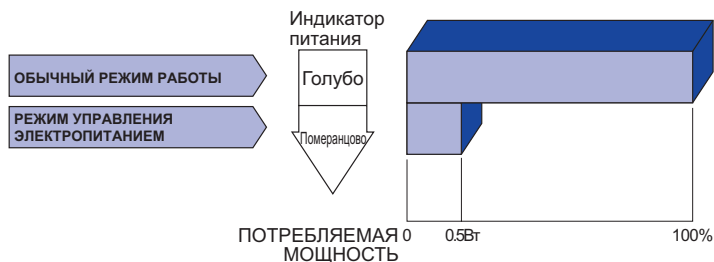 Индикатор
питания
ОБЫЧНЫЙ РЕЖИМ РАБОТЫ
Голубо
РЕЖИМ УПРАВЛЕНИЯ
ЭЛЕКТРОПИТАНИЕМ
Померанцово
ПОТРЕБЛЯЕМАЯ
МОЩНОСТЬ
0
0.5Вт
100%